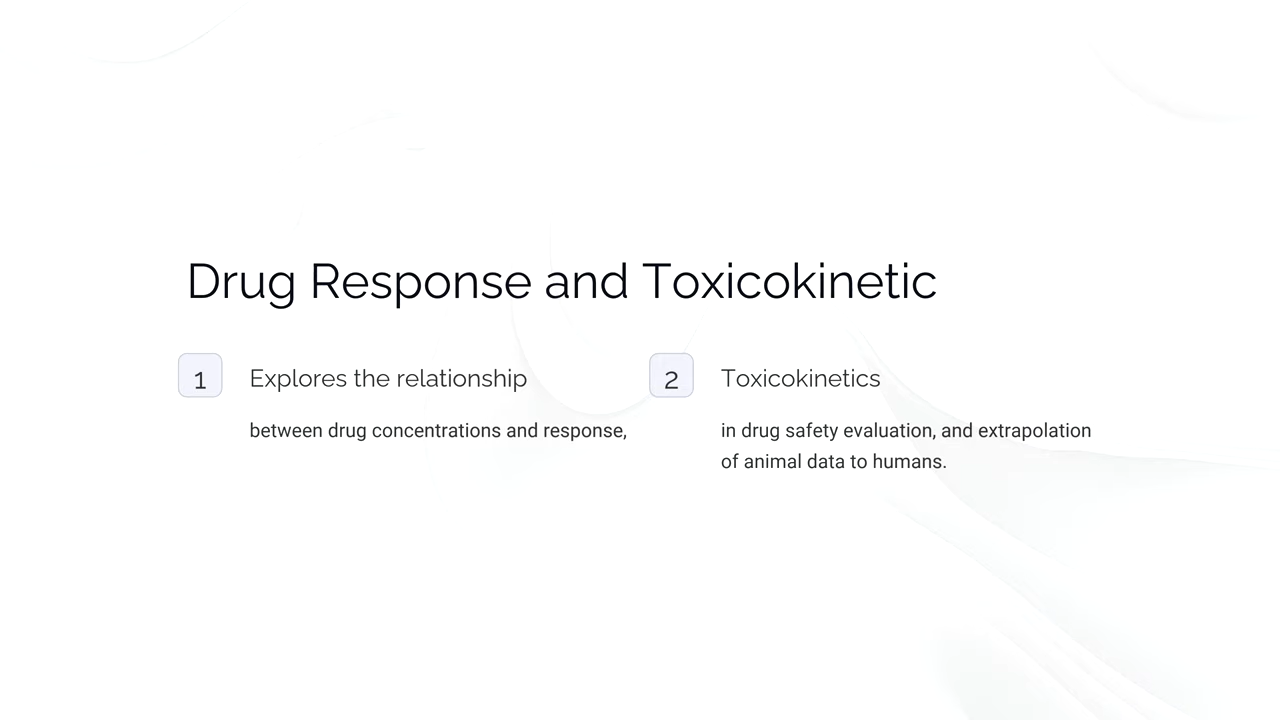 Drug Response and Toxicokinetic
1
Explores the relationship
between drug concentrations and response,
2
Toxicokinetics
in drug safety evaluation, and extrapolation
of animal data to humans.